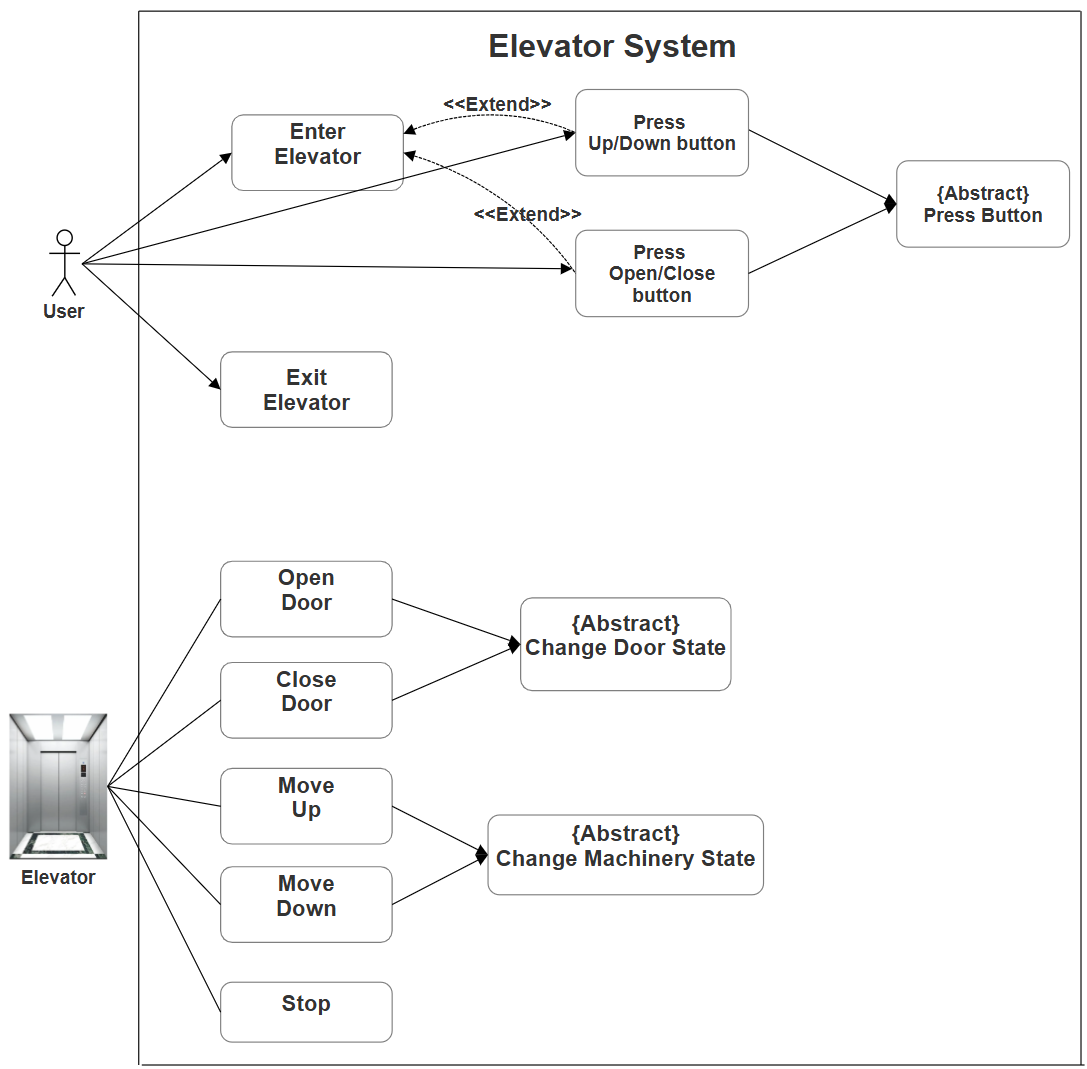 Elevator System
<<Extend>>
Enter
Elevator
Press
Up/Down button
{Abstract}
Press Button
<<Extend>>
Press
Open/Close
button
User
Exit
Elevator
Open
Door
{Abstract}
Change Door State
Close
Door
Move
Up
{Abstract}
Change Machinery State
Elevator
Move
Down
Stop